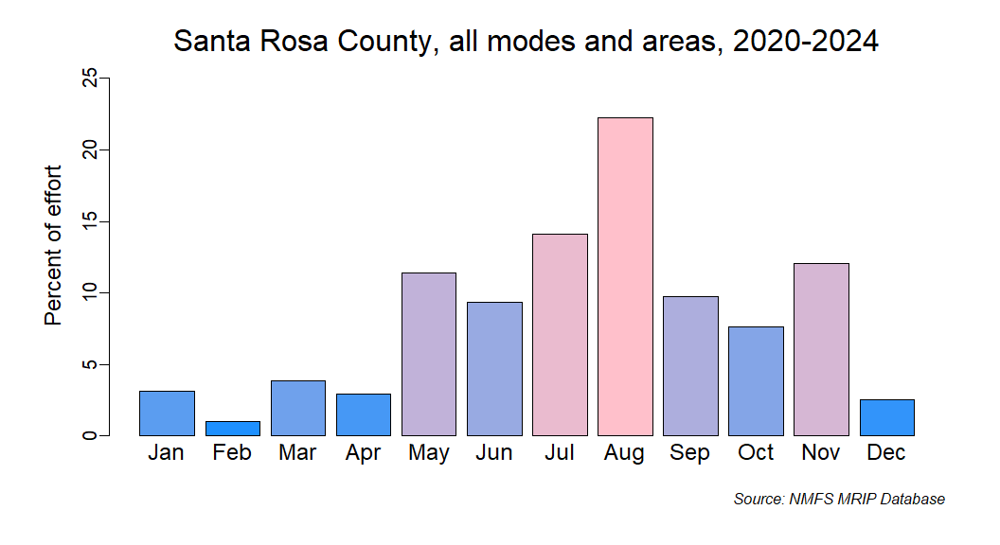 Santa Rosa County, all modes and areas, 2020-2024
25
20
15
10
5
0
Percent of effort
Jan Feb Mar Apr May Jun Jul Aug Sep Oct Nov Dec
Source: NMFS MRIP Database